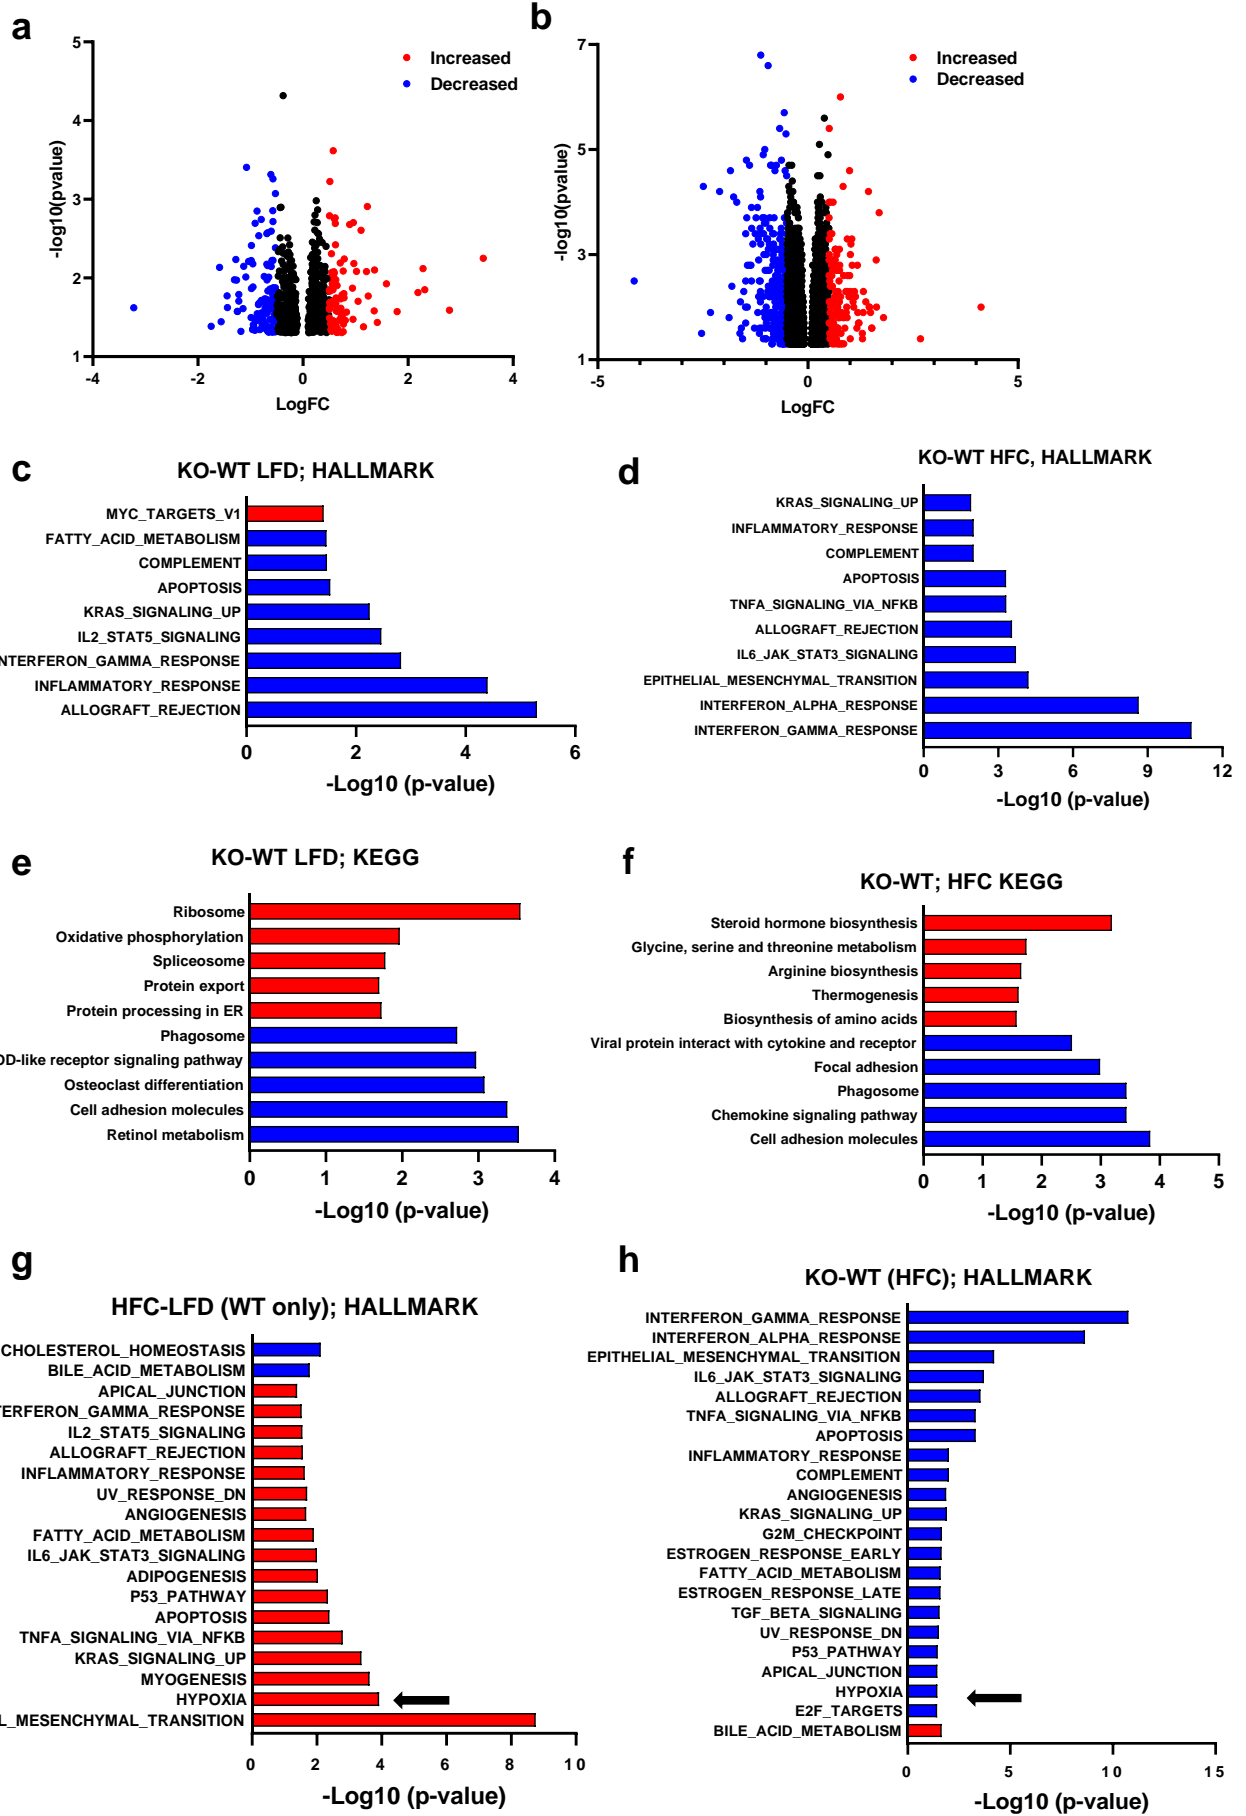 a
5
4
3
2
1
-log10(pvalue)
Increased
Decreased
-4
-2
0
2
4
LogFC
b
7
5
3
1
-log10(pvalue)
Increased
Decreased
-5
0
5
LogFC
c
KO-WT LFD; HALLMARK
MYC_TARGETS_V1
FATTY_ACID_METABOLISM
COMPLEMENT
APOPTOSIS
KRAS_SIGNALING_UP
IL2_STAT5_SIGNALING
NTERFERON_GAMMA_RESPONSE
INFLAMMATORY_RESPONSE
ALLOGRAFT_REJECTION
0 2 4 6
-Log10 (p-value)
d
KO-WT HFC, HALLMARK
KRAS_SIGNALING_UP
INFLAMMATORY_RESPONSE
COMPLEMENT
APOPTOSIS
TNFA_SIGNALING_VIA_NFKB
ALLOGRAFT_REJECTION
IL6_JAK_STAT3_SIGNALING
EPITHELIAL_MESENCHYMAL_TRANSITION
INTERFERON_ALPHA_RESPONSE
INTERFERON_GAMMA_RESPONSE
0 3 6 9 12
-Log10 (p-value)
e
KO-WT LFD; KEGG
Ribosome
Oxidative phosphorylation
Spliceosome
Protein export
Protein processing in ER
Phagosome
OD-like receptor signaling pathway
Osteoclast differentiation
Cell adhesion molecules
Retinol metabolism
0 1 2 3 4
-Log10 (p-value)
f
KO-WT; HFC KEGG
Steroid hormone biosynthesis
Glycine, serine and threonine metabolism
Arginine biosynthesis
Thermogenesis
Biosynthesis of amino acids
Viral protein interact with cytokine and receptor
Focal adhesion
Phagosome
Chemokine signaling pathway
Cell adhesion molecules
0 1 2 3 4 5
-Log10 (p-value)
g
HFC-LFD (WT only); HALLMARK
CHOLESTEROL_HOMEOSTASIS
BILE_ACID_METABOLISM
APICAL_JUNCTION
TERFERON_GAMMA_RESPONSE
IL2_STAT5_SIGNALING
ALLOGRAFT_REJECTION
INFLAMMATORY_RESPONSE
UV_RESPONSE_DN
ANGIOGENESIS
FATTY_ACID_METABOLISM
IL6_JAK_STAT3_SIGNALING
ADIPOGENESIS
P53_PATHWAY
APOPTOSIS
TNFA_SIGNALING_VIA_NFKB
KRAS_SIGNALING_UP
MYOGENESIS
HYPOXIA
L_MESENCHYMAL_TRANSITION
0 2 4 6 8 10
-Log10 (p-value)
h
KO-WT (HFC); HALLMARK
INTERFERON_GAMMA_RESPONSE
INTERFERON_ALPHA_RESPONSE
EPITHELIAL_MESENCHYMAL_TRANSITION
IL6_JAK_STAT3_SIGNALING
ALLOGRAFT_REJECTION
TNFA_SIGNALING_VIA_NFKB
APOPTOSIS
INFLAMMATORY_RESPONSE
COMPLEMENT
ANGIOGENESIS
KRAS_SIGNALING_UP
G2M_CHECKPOINT
ESTROGEN_RESPONSE_EARLY
FATTY_ACID_METABOLISM
ESTROGEN_RESPONSE_LATE
TGF_BETA_SIGNALING
UV_RESPONSE_DN
P53_PATHWAY
APICAL_JUNCTION
HYPOXIA
E2F_TARGETS
BILE_ACID_METABOLISM
0 5 10 15
-Log10 (p-value)